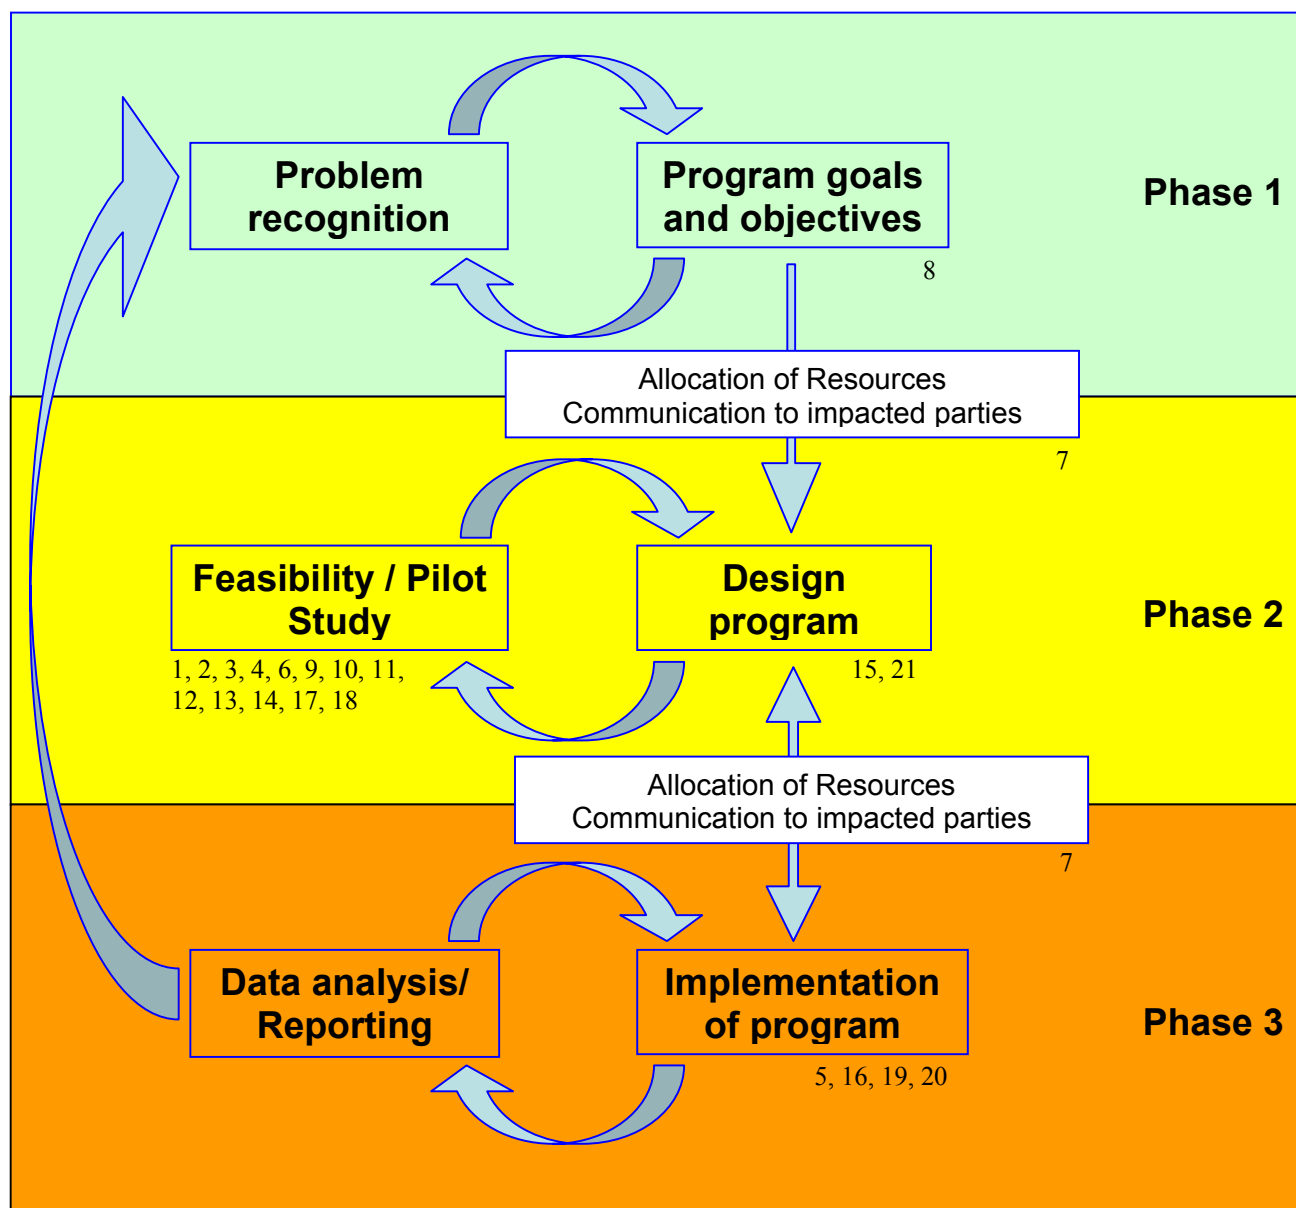 Problem
recognition
Program goals
and objectives
Phase 1
8
Allocation of Resources
Communication to impacted parties
7
Feasibility / Pilot
Study
Design
program
Phase 2
1, 2, 3, 4, 6, 9, 10, 11,
12, 13, 14, 17, 18
15, 21
Allocation of Resources
Communication to impacted parties
7
Data analysis/
Reporting
Implementation
of program
Phase 3
5, 16, 19, 20